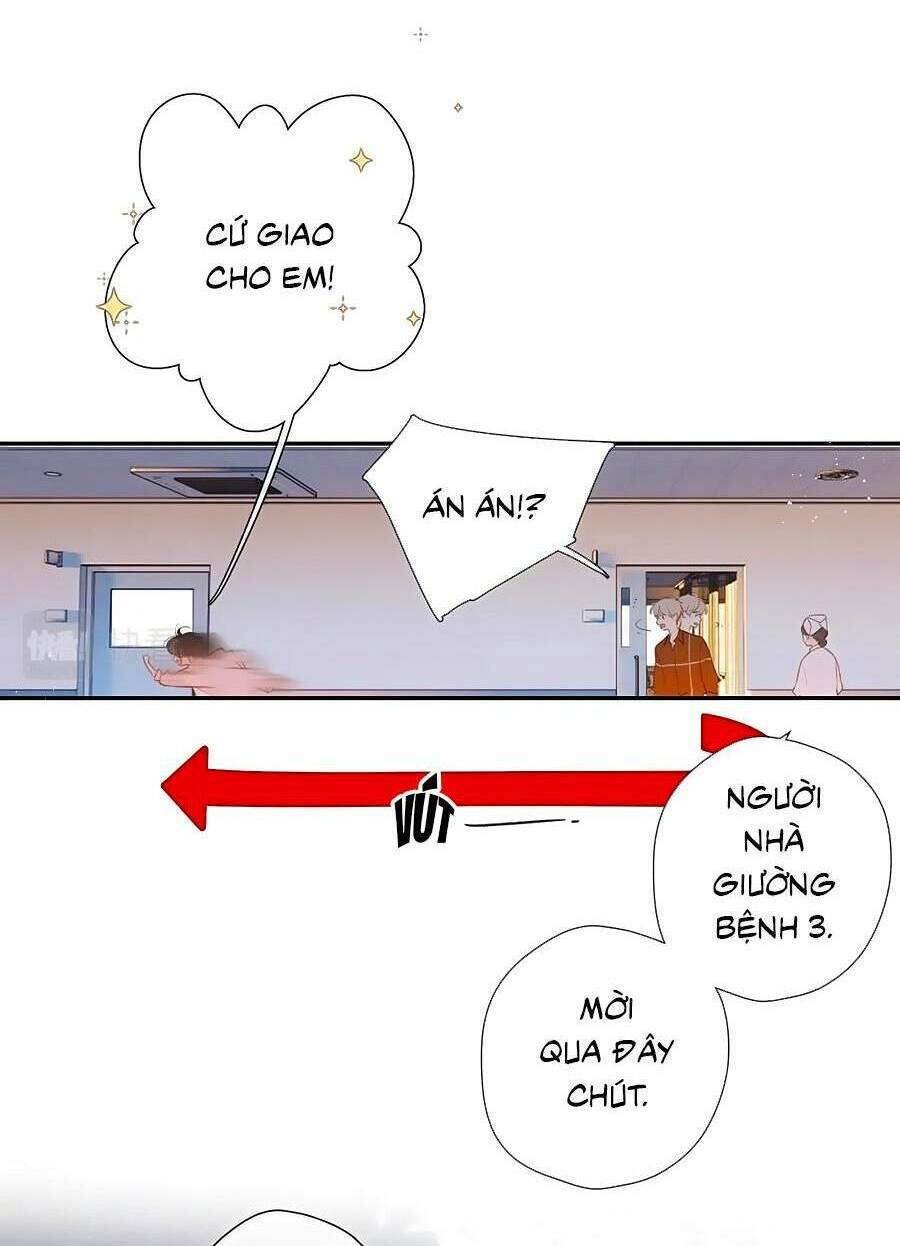 CỨ GIAO
CHO EM!
ÁN ÁN!?
VÚT
NGƯỜI
NHÀ
GIƯỜNG
BỆNH 3.
MỜI
QUA ĐÂY
CHÚT.